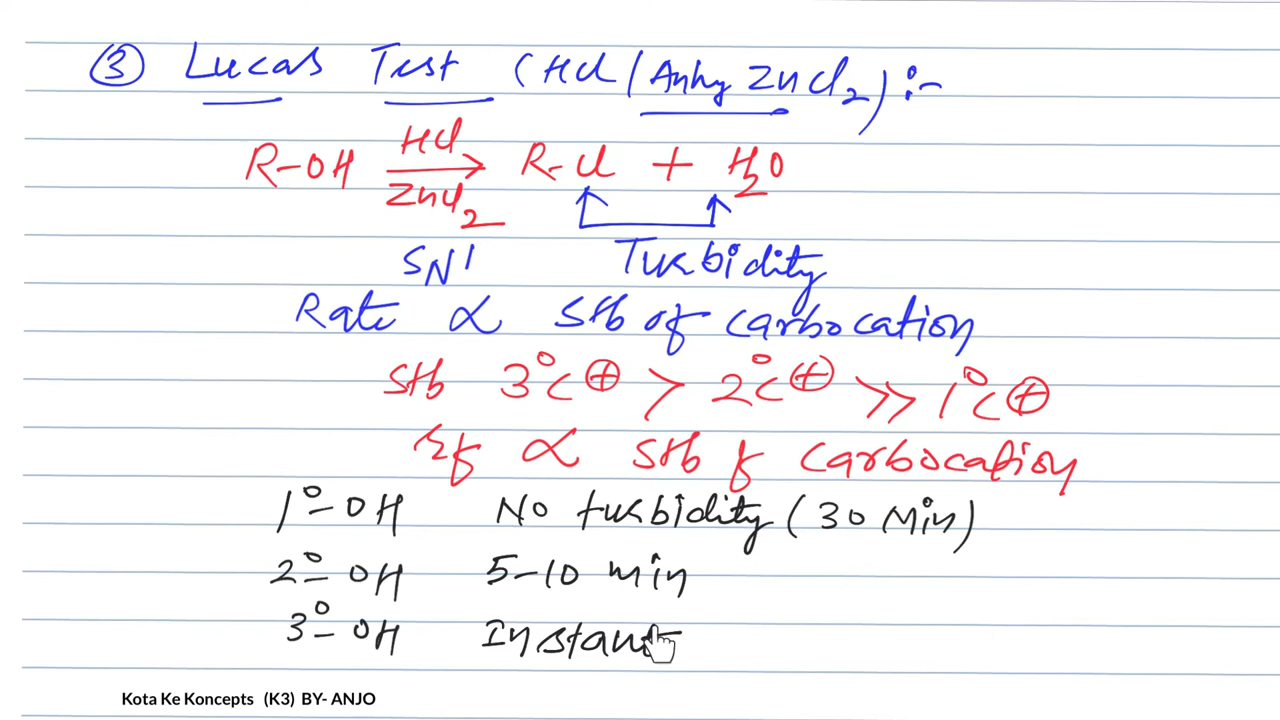 ③ Lucas Test (HCl / Anhy ZnCl2) :-
R-OH HCl ZnCl2 → R-Cl + H2O
SN1 Turbidity
Rate ∝ Stb of carbocation
Stb 3°C⊕ > 2°C⊕ >> 1°C⊕
∝ Stb of carbocation
1°-OH No turbidity (30 Min)
2°-OH 5-10 min
3°-OH Instant
Kota Ke Koncepts (K3) BY- ANJO